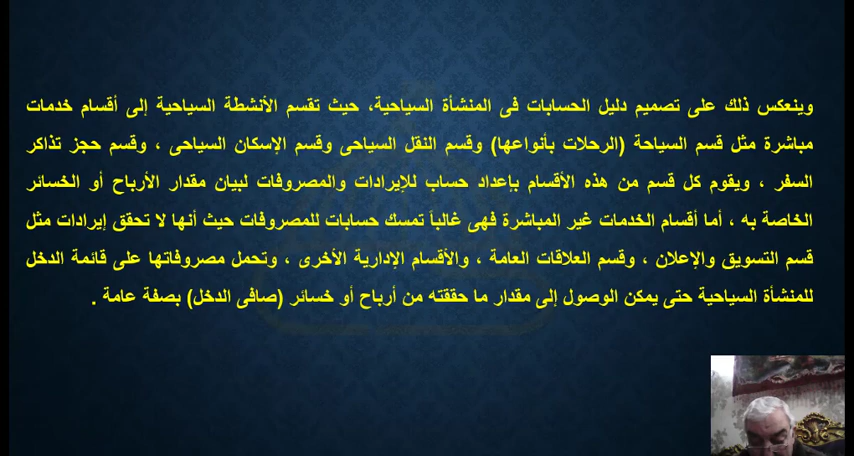 وينعكس ذلك على تصميم دليل الحسابات فى المنشأة السياحية، حيث تقسم الأنشطة السياحية إلى أقسام خدمات
مباشرة مثل قسم السياحة (الرحلات بأنواعها) وقسم النقل السياحى وقسم الإسكان السياحى ، وقسم حجز تذاكر
السفر ، ويقوم كل قسم من هذه الأقسام بإعداد حساب للإيرادات والمصروفات لبيان مقدار الأرباح أو الخسائر
الخاصة به ، أما أقسام الخدمات غير المباشرة فهى غالباً تمسك حسابات للمصروفات حيث أنها لا تحقق إيرادات مثل
قسم التسويق والإعلان ، وقسم العلاقات العامة ، والأقسام الإدارية الأخرى ، وتحمل مصروفاتها على قائمة الدخل
للمنشأة السياحية حتى يمكن الوصول إلى مقدار ما حققته من أرباح أو خسائر (صافى الدخل) بصفة عامة .